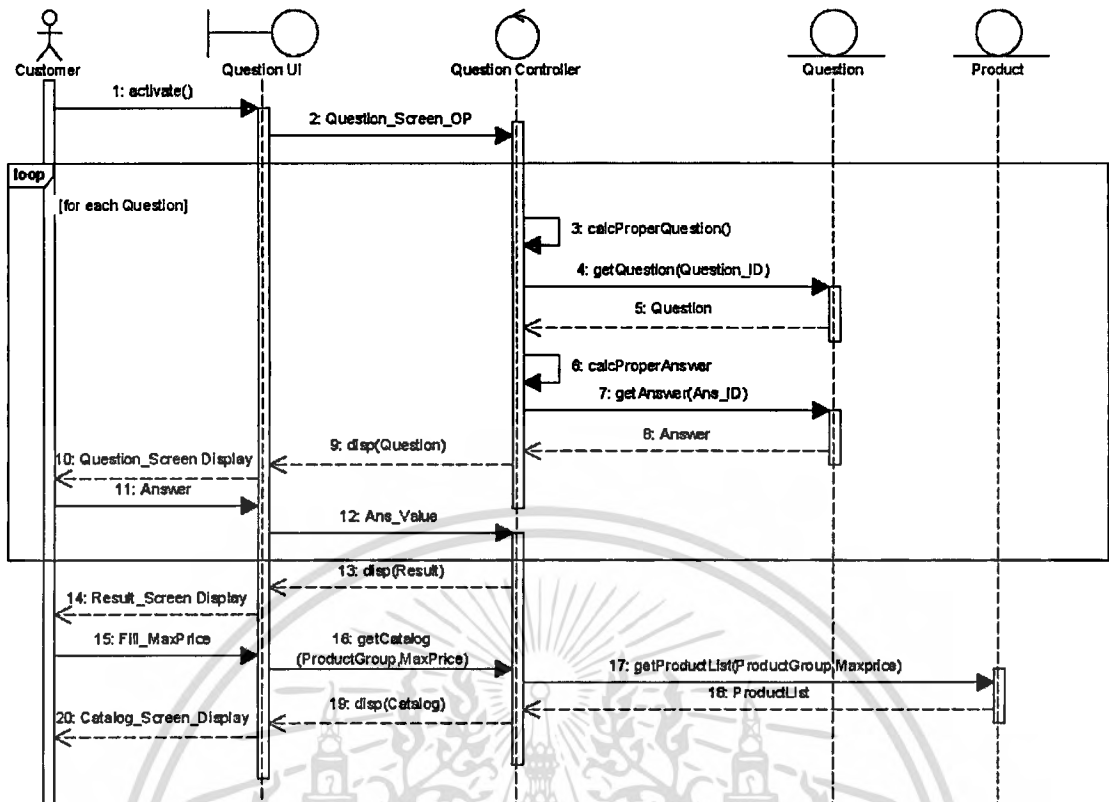 Customer
Question UI
Question Controller
Question
Product
1: activate()
2: Question_Screen_OP
loop
[for each Question]
3: calcProperQuestion()
4: getQuestion(Question_ID)
5: Question
6: calcProperAnswer
7: getAnswer(Ans_ID)
8: Answer
9: disp(Question)
10: Question_Screen Display
11: Answer
12: Ans_Value
13: disp(Result)
14: Result_Screen Display
15: Fill_MaxPrice
16: getCatalog
(ProductGroup,MaxPrice)
17: getProductList(ProductGroup,Maxprice)
18: ProductList
19: disp(Catalog)
20: Catalog_Screen_Display